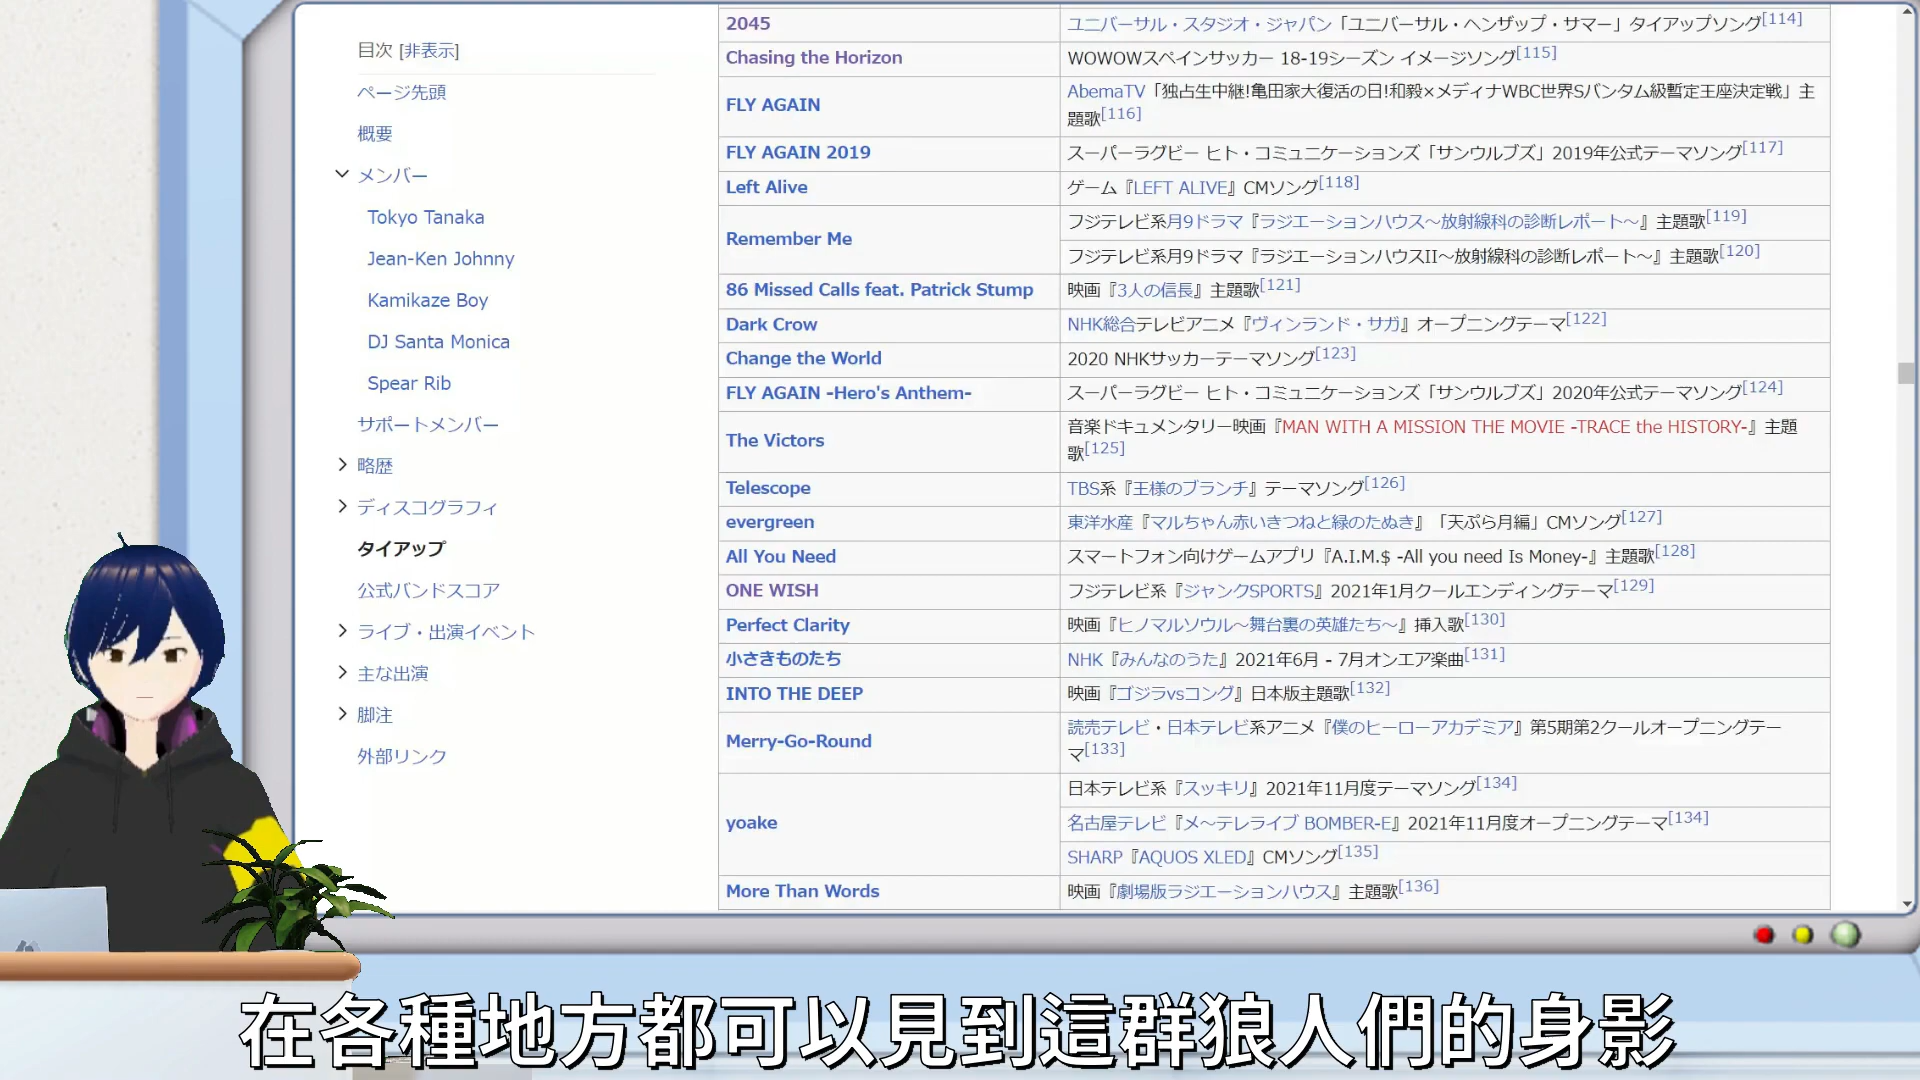 目次 [非表示]
ページ先頭
概要
メンバー
Tokyo Tanaka
Jean-Ken Johnny
Kamikaze Boy
DJ Santa Monica
Spear Rib
サポートメンバー
略歴
ディスコグラフィ
タイアップ
公式バンドスコア
ライブ・出演イベント
主な出演
脚注
外部リンク
2045 ユニバーサル・スタジオ・ジャパン「ユニバーサル・ヘンザップ・サマー」タイアップソング[114]
Chasing the Horizon WOWOWスペインサッカー 18-19シーズン イメージソング[115]
FLY AGAIN AbemaTV「独占生中継!亀田家大復活の日!和毅×メディナWBC世界Sバンタム級暫定王座決定戦」主
題歌[116]
FLY AGAIN 2019 スーパーラグビー ヒト・コミュニケーションズ「サンウルブズ」2019年公式テーマソング[117]
Left Alive ゲーム『LEFT ALIVE』CMソング[118]
Remember Me フジテレビ系月9ドラマ『ラジエーションハウス〜放射線科の診断レポート〜』主題歌[119]
フジテレビ系月9ドラマ『ラジエーションハウスII〜放射線科の診断レポート〜』主題歌[120]
86 Missed Calls feat. Patrick Stump 映画『3人の信長』主題歌[121]
Dark Crow NHK総合テレビアニメ『ヴィンランド・サガ』オープニングテーマ[122]
Change the World 2020 NHKサッカーテーマソング[123]
FLY AGAIN -Hero's Anthem- スーパーラグビー ヒト・コミュニケーションズ「サンウルブズ」2020年公式テーマソング[124]
The Victors 音楽ドキュメンタリー映画『MAN WITH A MISSION THE MOVIE -TRACE the HISTORY-』主題
歌[125]
Telescope TBS系『王様のブランチ』テーマソング[126]
evergreen 東洋水産『マルちゃん赤いきつねと緑のたぬき』「天ぷら月編」CMソング[127]
All You Need スマートフォン向けゲームアプリ『A.I.M.$ -All you need Is Money-』主題歌[128]
ONE WISH フジテレビ系『ジャンクSPORTS』2021年1月クールエンディングテーマ[129]
Perfect Clarity 映画『ヒノマルソウル〜舞台裏の英雄たち〜』挿入歌[130]
小さきものたち NHK『みんなのうた』2021年6月 - 7月オンエア楽曲[131]
INTO THE DEEP 映画『ゴジラvsコング』日本版主題歌[132]
Merry-Go-Round 読売テレビ・日本テレビ系アニメ『僕のヒーローアカデミア』第5期第2クールオープニングテー
マ[133]
yoake 日本テレビ系『スッキリ』2021年11月度テーマソング[134]
名古屋テレビ『メ〜テレライブ BOMBER-E』2021年11月度オープニングテーマ[134]
SHARP『AQUOS XLED』CMソング[135]
More Than Words 映画『劇場版ラジエーションハウス』主題歌[136]
在各種地方都可以見到這群狼人們的身影